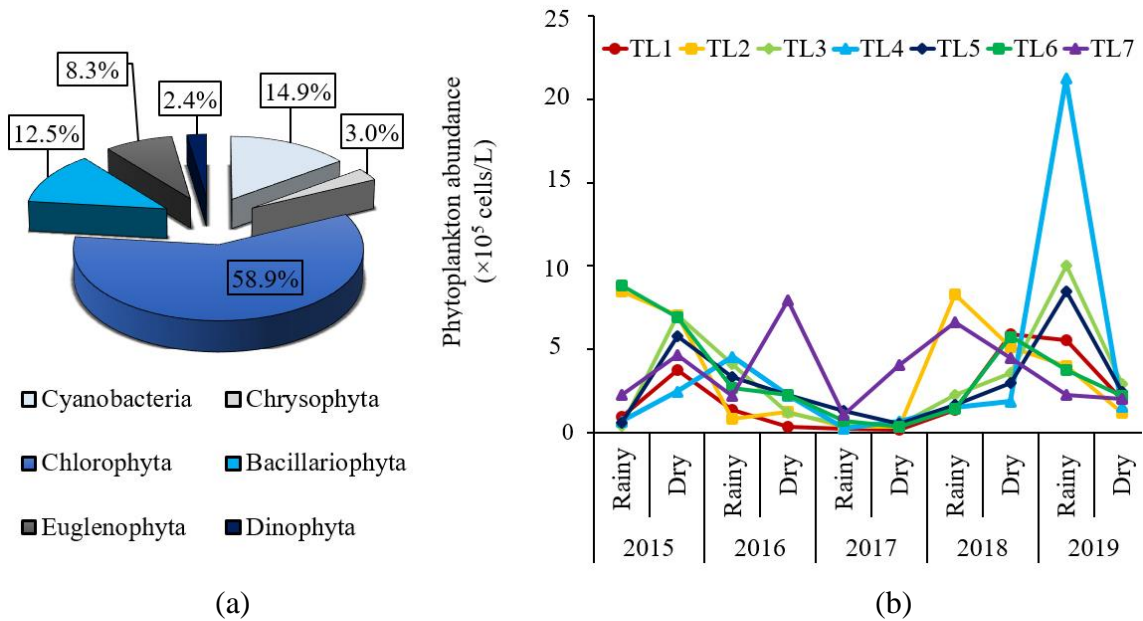 8.3%
2.4%
14.9%
12.5%
3.0%
58.9%
Cyanobacteria
Chrysophyta
Chlorophyta
Bacillariophyta
Euglenophyta
Dinophyta
(a)
Phytoplankton abundance
(×10⁵ cells/L)
25
20
15
10
5
0
TL1 TL2 TL3 TL4 TL5 TL6 TL7
Rainy Dry Rainy Dry Rainy Dry Rainy Dry Rainy Dry
2015 2016 2017 2018 2019
(b)